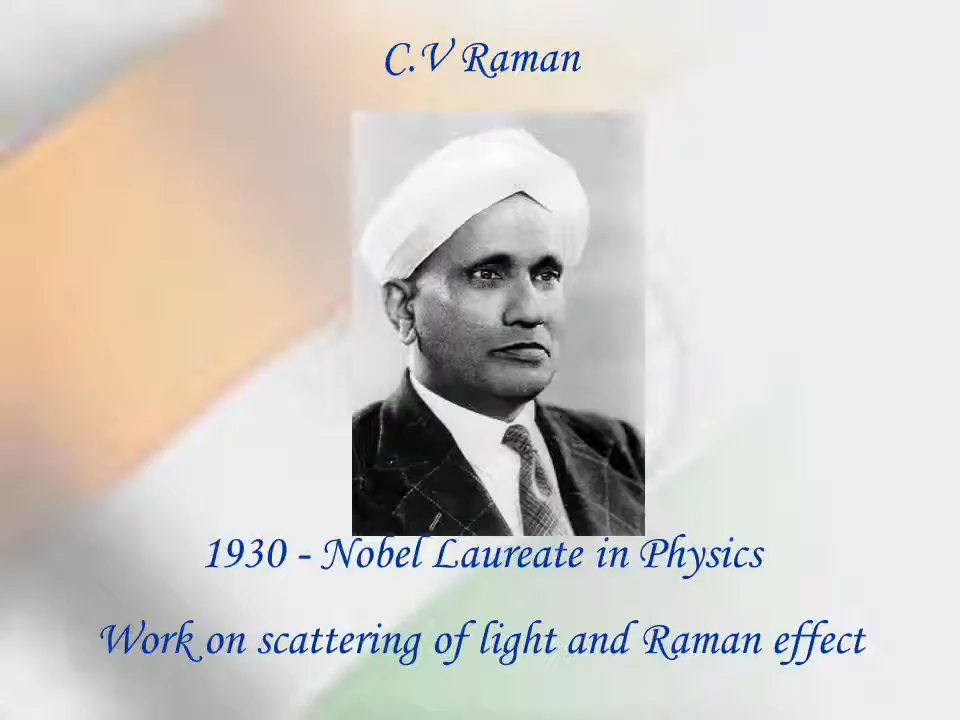 C.V Raman
1930 - Nobel Laureate in Physics
Work on scattering of light and Raman effect